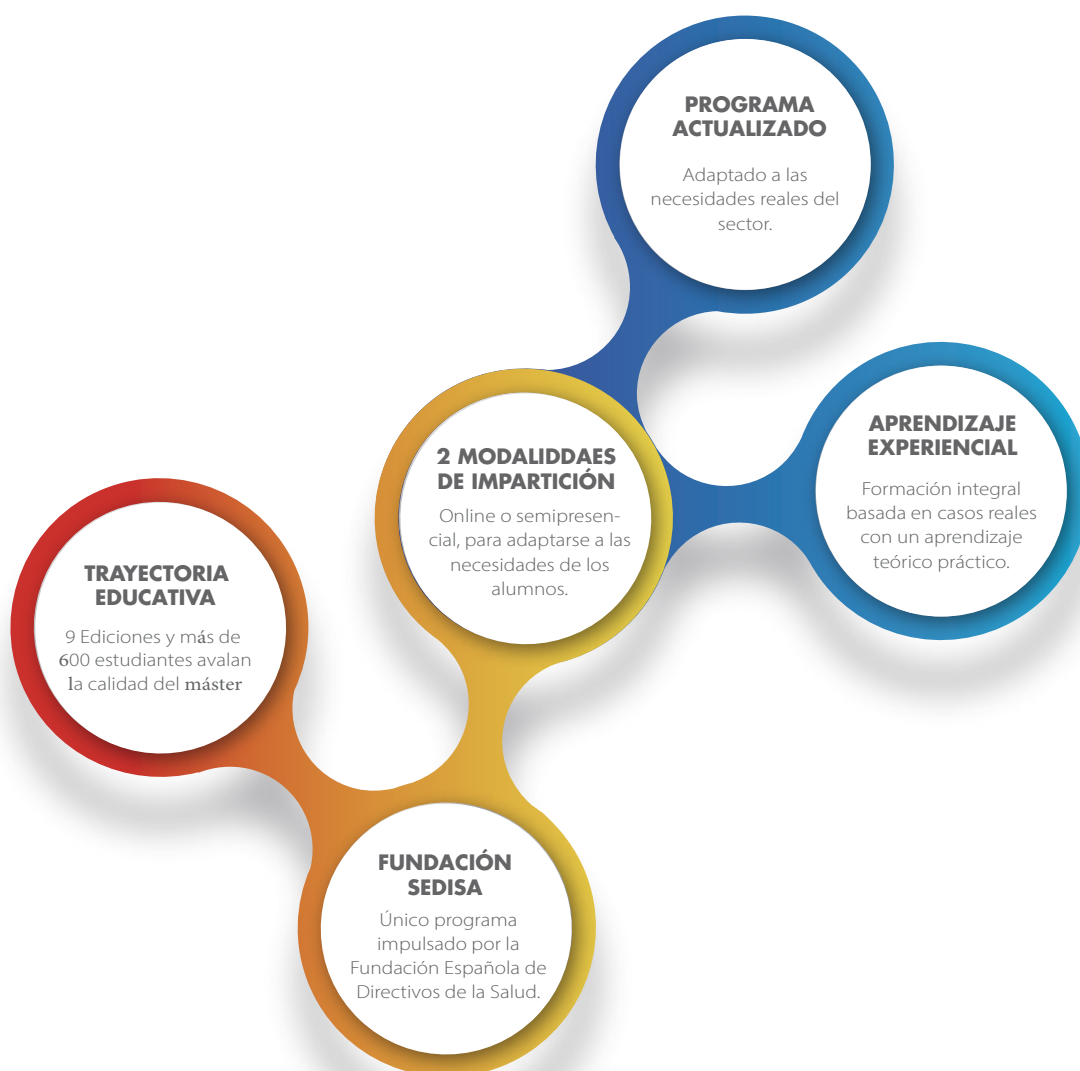 PROGRAMA
ACTUALIZADO
Adaptado a las
necesidades reales del
sector.
APRENDIZAJE
EXPERIENCIAL
Formación integral
basada en casos reales
con un aprendizaje
teórico práctico.
2 MODALIDDAES
DE IMPARTICIÓN
Online o semipresen-
cial, para adaptarse a las
necesidades de los
alumnos.
TRAYECTORIA
EDUCATIVA
9 Ediciones y más de
600 estudiantes avalan
la calidad del máster
FUNDACIÓN
SEDISA
Único programa
impulsado por la
Fundación Española de
Directivos de la Salud.